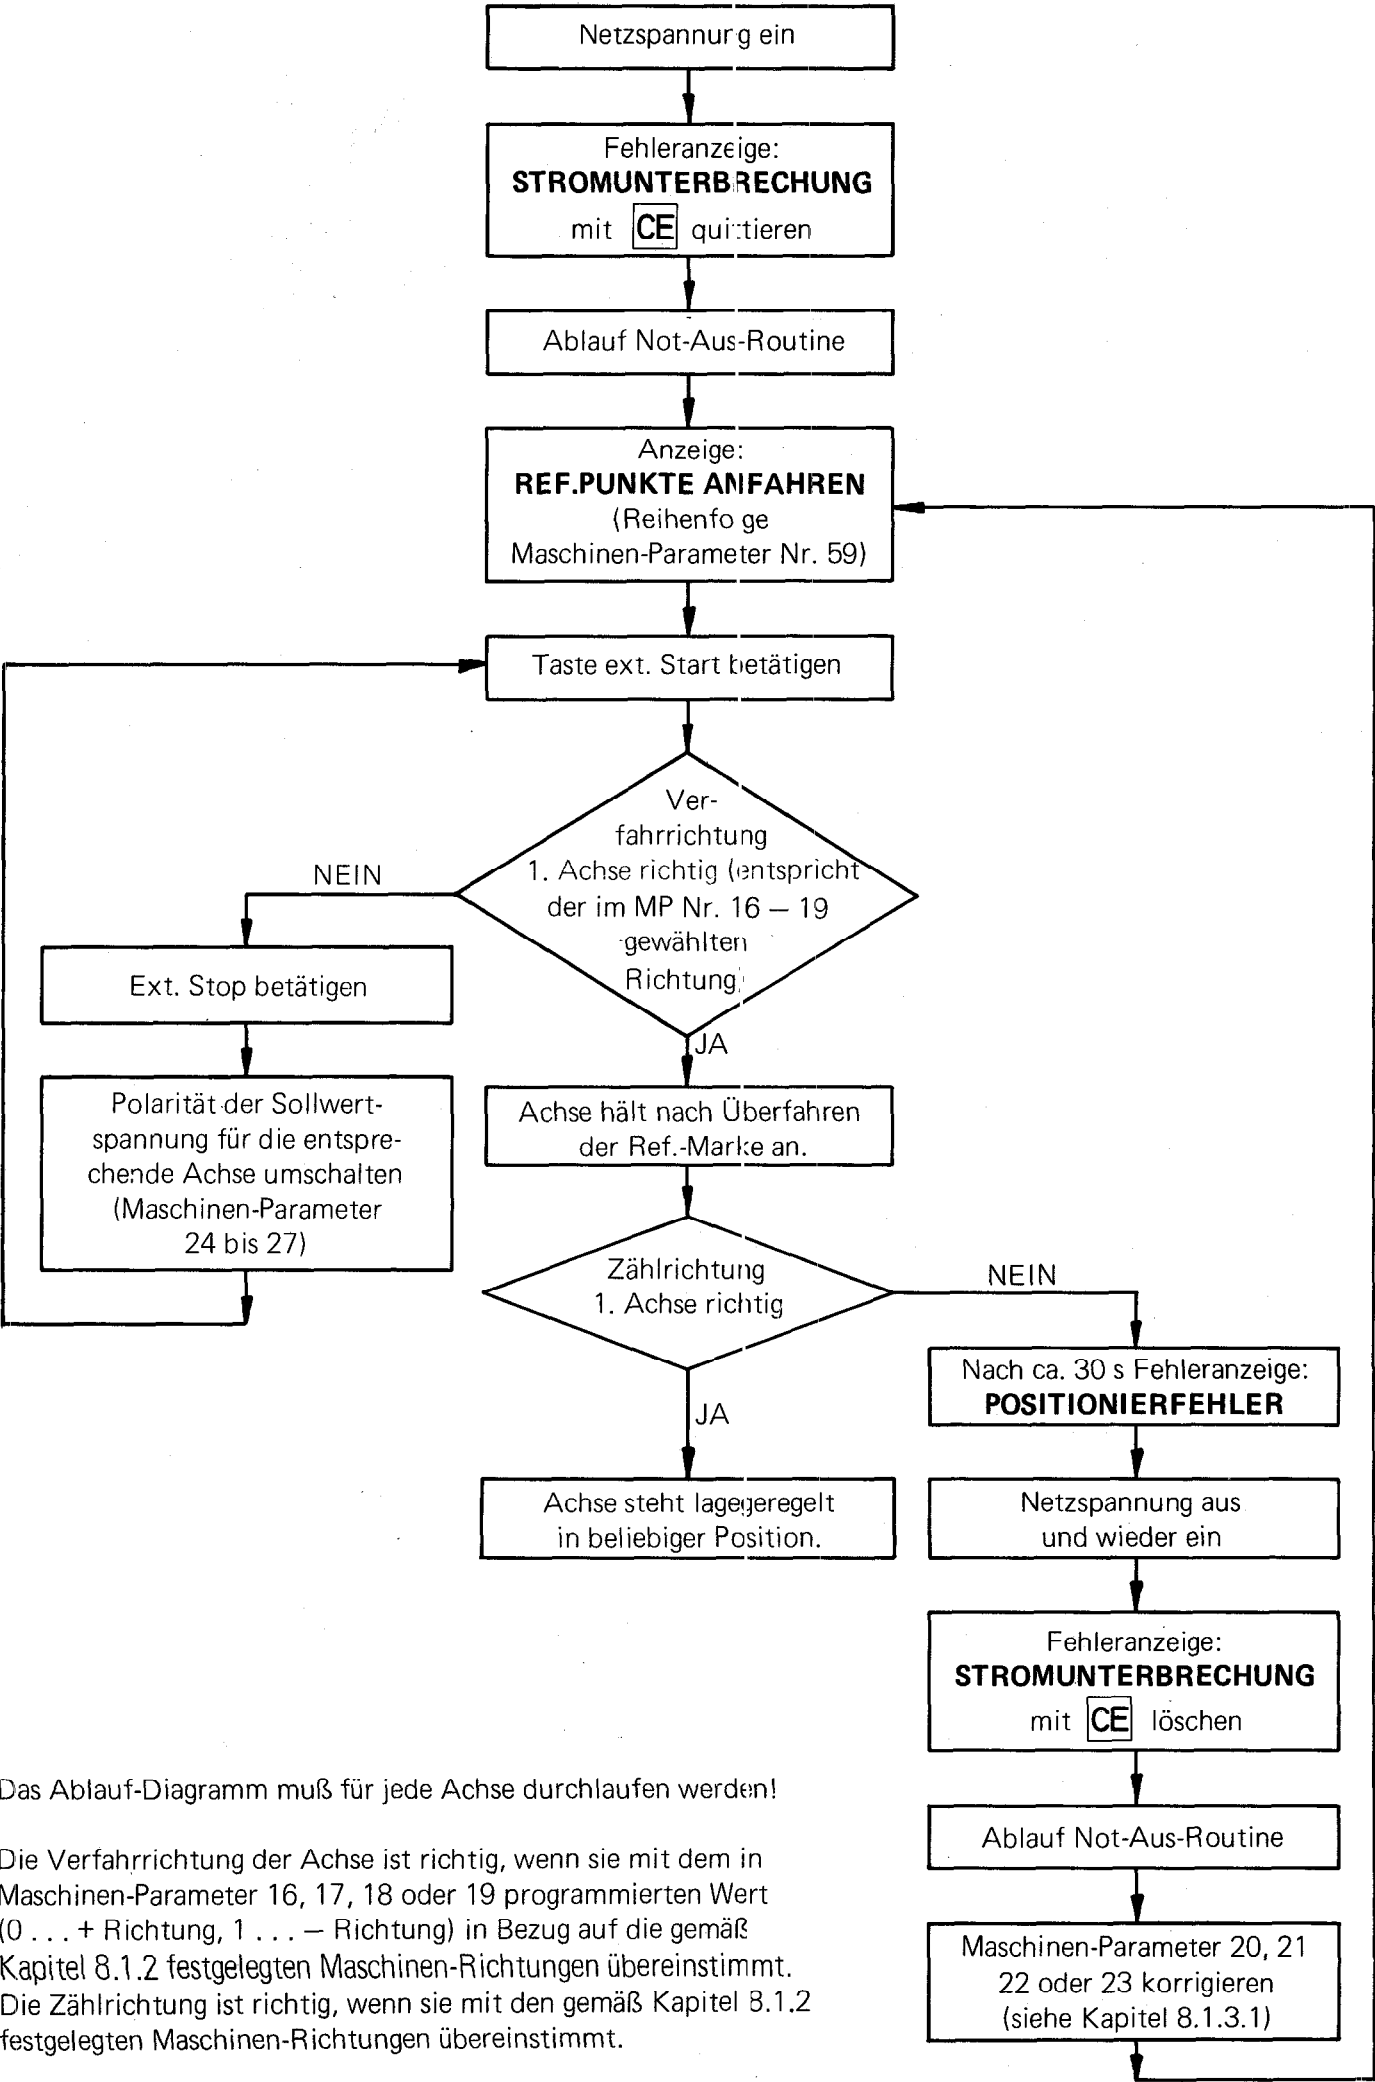 Netzspannung ein
Fehleranzeige:
STROMUNTERBRECHUNG
mit CE quittieren
Ablauf Not-Aus-Routine
Anzeige:
REF.PUNKTE ANFAHREN
(Reihenfolge
Maschinen-Parameter Nr. 59)
Taste ext. Start betätigen
Ver-
fahrrichtung
1. Achse richtig (entspricht
der im MP Nr. 16 – 19
gewählten
Richtung)
NEIN
Ext. Stop betätigen
Polarität der Sollwert-
spannung für die entspre-
chende Achse umschalten
(Maschinen-Parameter
24 bis 27)
JA
Achse hält nach Überfahren
der Ref.-Marke an.
Zählrichtung
1. Achse richtig
NEIN
JA
Achse steht lagegeregelt
in beliebiger Position.
Nach ca. 30 s Fehleranzeige:
POSITIONIERFEHLER
Netzspannung aus
und wieder ein
Fehleranzeige:
STROMUNTERBRECHUNG
mit CE löschen
Ablauf Not-Aus-Routine
Maschinen-Parameter 20, 21
22 oder 23 korrigieren
(siehe Kapitel 8.1.3.1)
Das Ablauf-Diagramm muß für jede Achse durchlaufen werden!
Die Verfahrrichtung der Achse ist richtig, wenn sie mit dem in
Maschinen-Parameter 16, 17, 18 oder 19 programmierten Wert
(0 . . . + Richtung, 1 . . . – Richtung) in Bezug auf die gemäß
Kapitel 8.1.2 festgelegten Maschinen-Richtungen übereinstimmt.
Die Zählrichtung ist richtig, wenn sie mit den gemäß Kapitel 8.1.2
festgelegten Maschinen-Richtungen übereinstimmt.